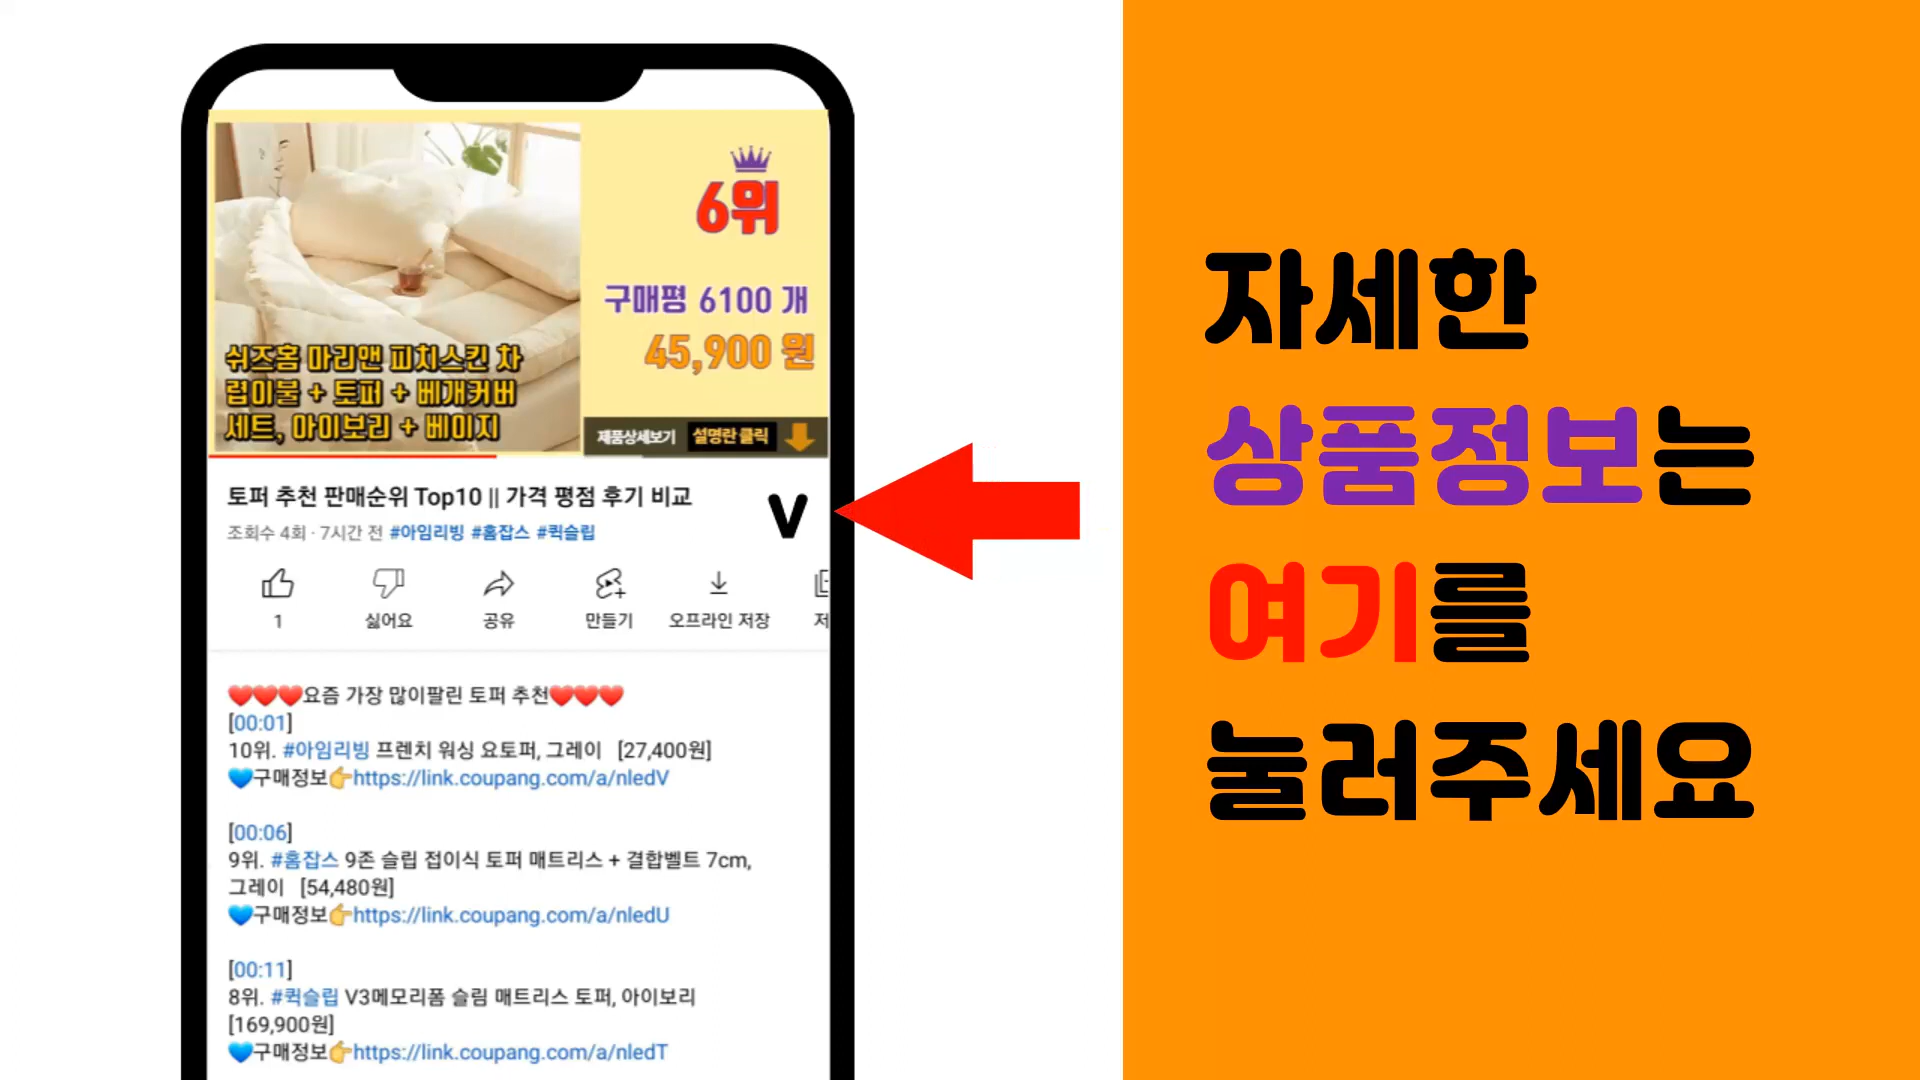 6위
구매평 6100 개
45,900 원
쉬즈홈 마리앤 피치스킨 차
렵이불 + 토퍼 + 베개커버
세트, 아이보리 + 베이지
제품상세보기 설명란 클릭
토퍼 추천 판매순위 Top10 || 가격 평점 후기 비교
V
조회수 4회 · 7시간 전 #아임리빙 #홈잡스 #퀵슬립
1 싫어요 공유 만들기 오프라인 저장 저
❤️❤️❤️요즘 가장 많이팔린 토퍼 추천❤️❤️❤️
[00:01]
10위. #아임리빙 프렌치 워싱 요토퍼, 그레이 [27,400원]
💙구매정보👉https://link.coupang.com/a/nledV
[00:06]
9위. #홈잡스 9존 슬립 접이식 토퍼 매트리스 + 결합벨트 7cm,
그레이 [54,480원]
💙구매정보👉https://link.coupang.com/a/nledU
[00:11]
8위. #퀵슬립 V3메모리폼 슬림 매트리스 토퍼, 아이보리
[169,900원]
💙구매정보👉https://link.coupang.com/a/nledT
자세한
상품정보는
여기를
눌러주세요